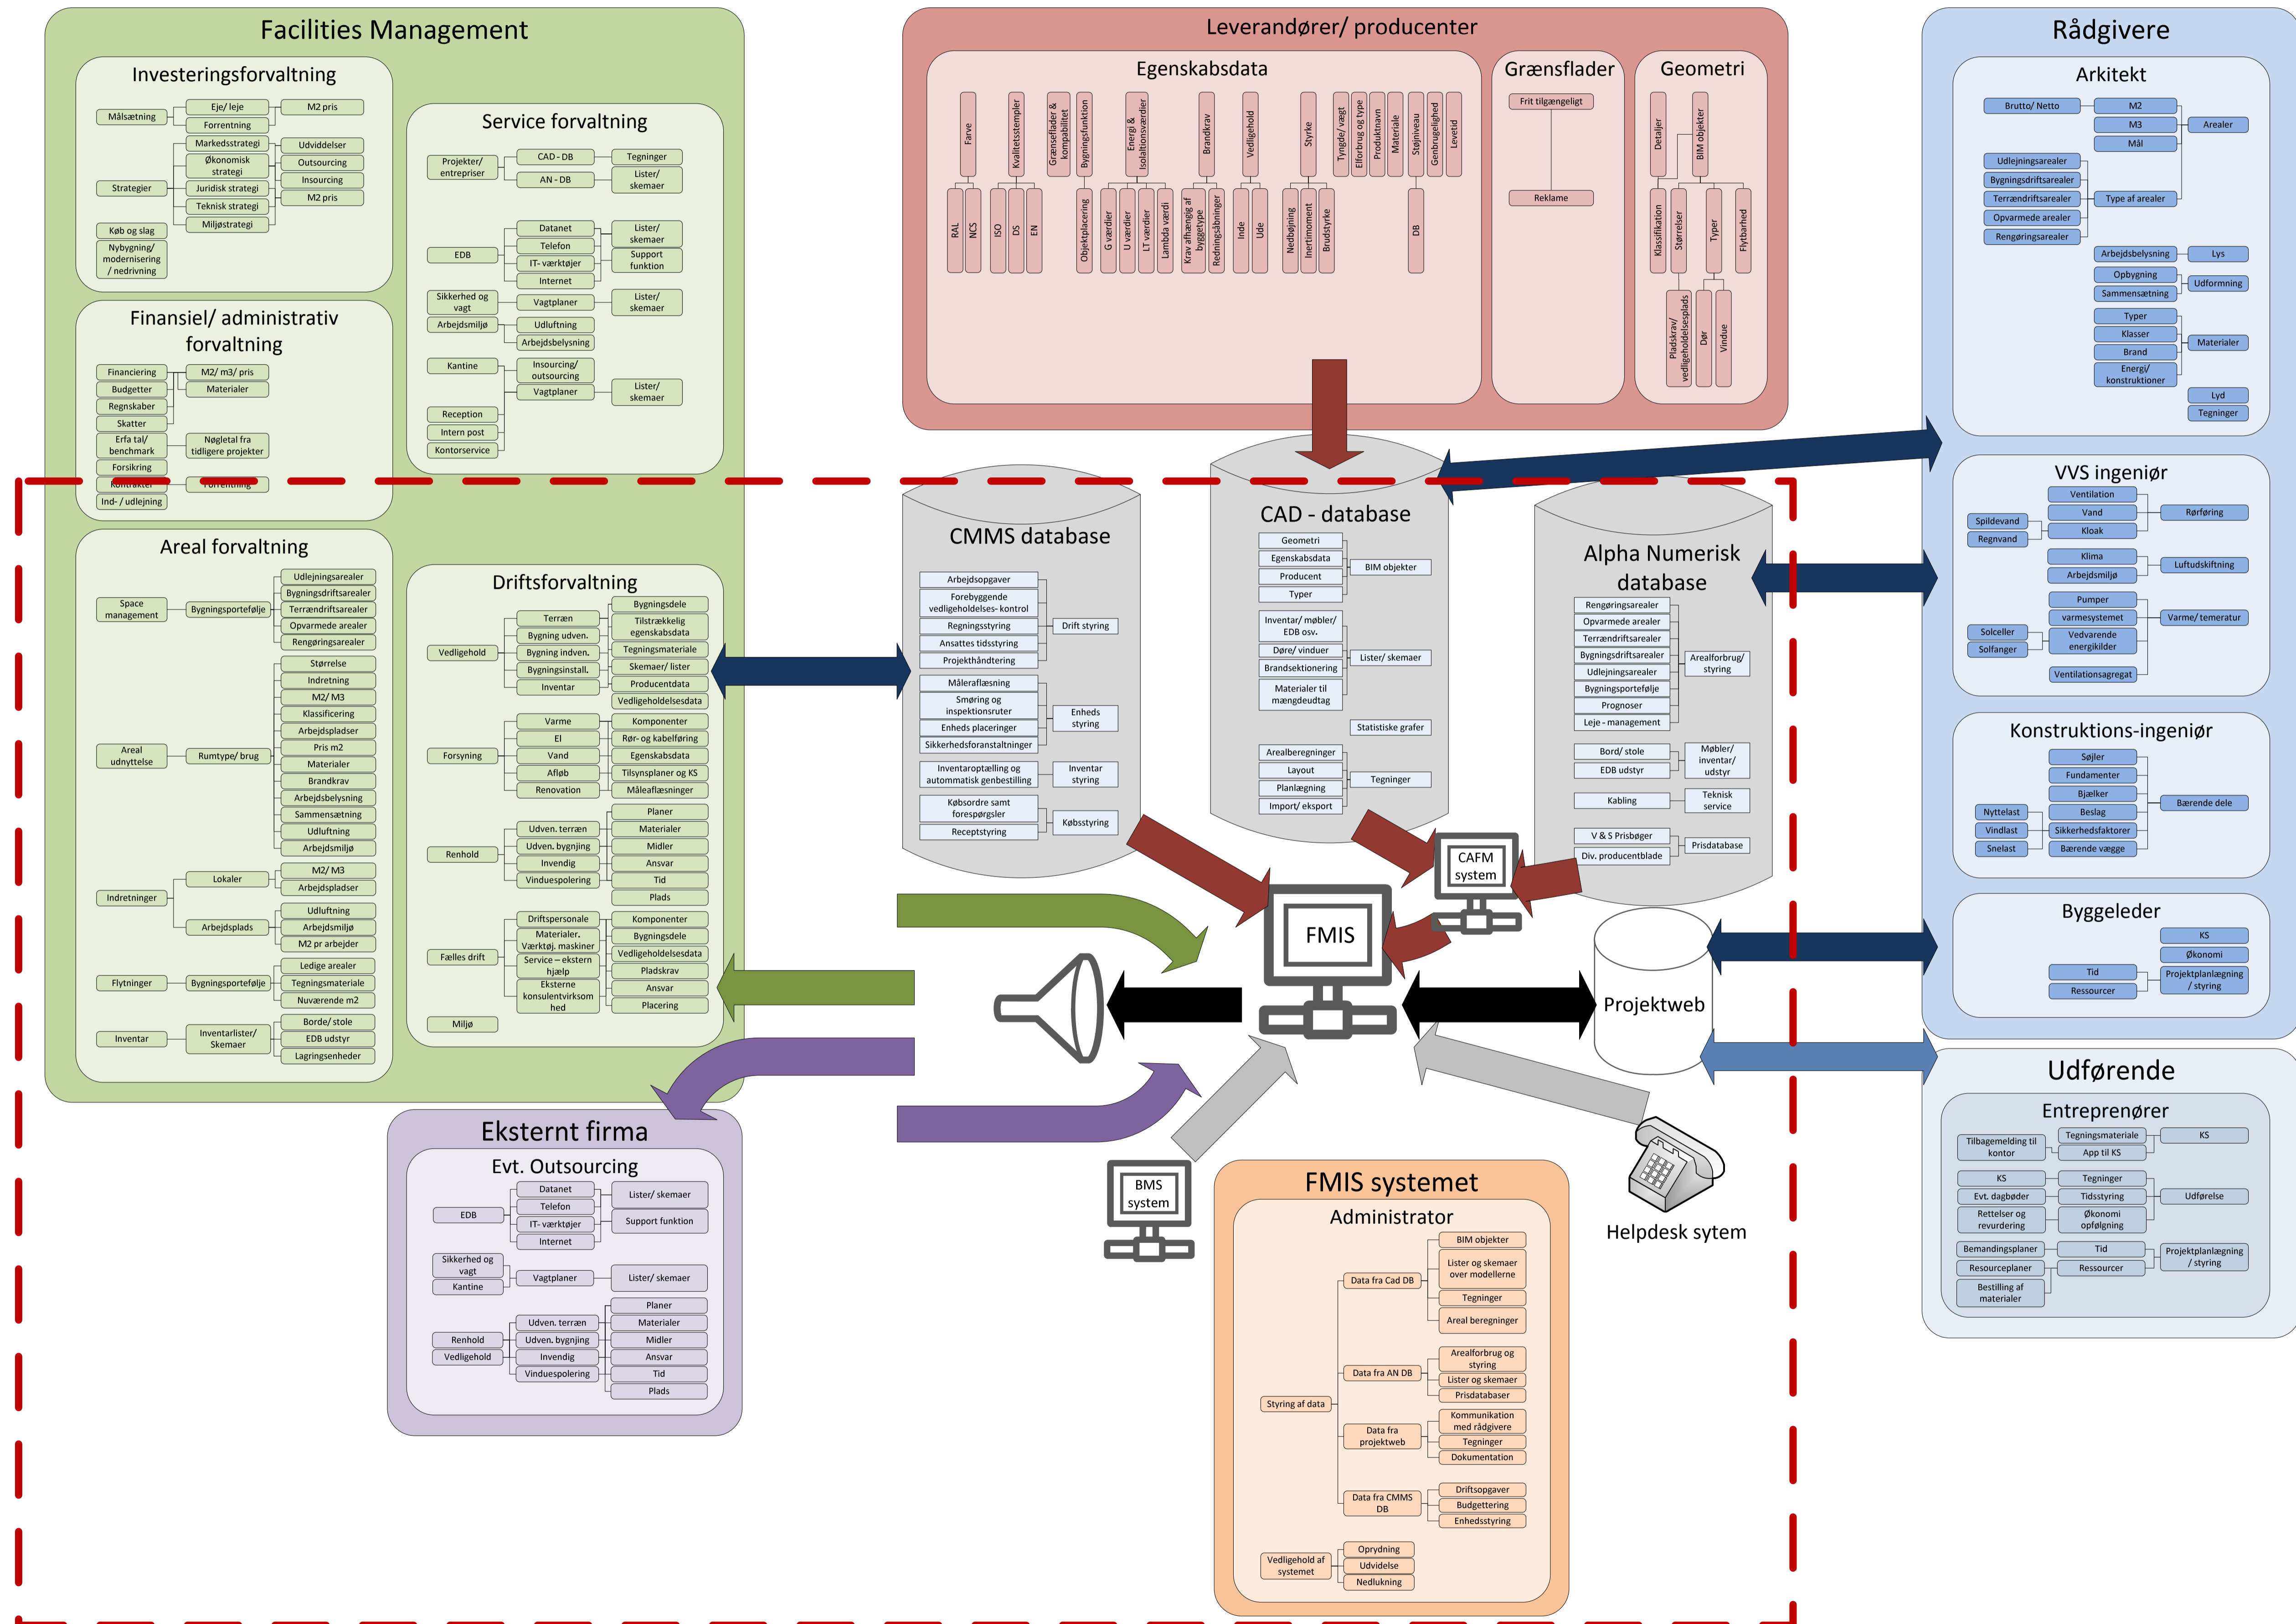 Facilities Management
Investeringsforvaltning
Målsætning
Eje/ leje
Forrentning
M2 pris
Strategier
Markedsstrategi
Økonomisk
strategi
Juridisk strategi
Teknisk strategi
Miljøstrategi
Udviddelser
Outsourcing
Insourcing
M2 pris
Køb og slag
Nybygning/
modernisering
/ nedrivning
Finansiel/ administrativ
forvaltning
Financiering
Budgetter
Regnskaber
Skatter
M2/ m3/ pris
Materialer
Erfa tal/
benchmark
Nøgletal fra
tidligere projekter
Forsikring
Kontrakter
Forrentning
Ind- / udlejning
Service forvaltning
Projekter/
entrepriser
CAD - DB
Tegninger
AN - DB
Lister/
skemaer
EDB
Datanet
Telefon
IT- værktøjer
Internet
Lister/
skemaer
Support
funktion
Sikkerhed og
vagt
Vagtplaner
Lister/
skemaer
Arbejdsmiljø
Udluftning
Arbejdsbelysning
Kantine
Insourcing/
outsourcing
Vagtplaner
Lister/
skemaer
Reception
Intern post
Kontorservice
Areal forvaltning
Space
management
Bygningsportefølje
Udlejningsarealer
Bygningsdriftsarealer
Terrændriftsarealer
Opvarmede arealer
Rengøringsarealer
Areal
udnyttelse
Rumtype/ brug
Størrelse
Indretning
M2/ M3
Klassificering
Arbejdspladser
Pris m2
Materialer
Brandkrav
Arbejdsbelysning
Sammensætning
Udluftning
Arbejdsmiljø
Indretninger
Lokaler
M2/ M3
Arbejdspladser
Arbejdsplads
Udluftning
Arbejdsmiljø
M2 pr arbejder
Flytninger
Bygningsportefølje
Ledige arealer
Tegningsmateriale
Nuværende m2
Inventar
Inventarlister/
Skemaer
Borde/ stole
EDB udstyr
Lagringsenheder
Driftsforvaltning
Vedligehold
Terræn
Bygning udven.
Bygning indven.
Bygningsinstall.
Inventar
Bygningsdele
Tilstrækkelig
egenskabsdata
Tegningsmateriale
Skemaer/ lister
Producentdata
Vedligeholdelsesdata
Forsyning
Varme
El
Vand
Afløb
Renovation
Komponenter
Rør- og kabelføring
Egenskabsdata
Tilsynsplaner og KS
Måleaflæsninger
Renhold
Udven. terræn
Udven. bygnjing
Invendig
Vinduespolering
Planer
Materialer
Midler
Ansvar
Tid
Plads
Fælles drift
Driftspersonale
Materialer.
Værktøj. maskiner
Service – ekstern
hjælp
Eksterne
konsulentvirksom
hed
Komponenter
Bygningsdele
Vedligeholdelsesdata
Pladskrav
Ansvar
Placering
Miljø
Eksternt firma
Evt. Outsourcing
EDB
Datanet
Telefon
IT- værktøjer
Internet
Lister/ skemaer
Support funktion
Sikkerhed og
vagt
Kantine
Vagtplaner
Lister/ skemaer
Renhold
Vedligehold
Udven. terræn
Udven. bygnjing
Invendig
Vinduespolering
Planer
Materialer
Midler
Ansvar
Tid
Plads
Leverandører/ producenter
Egenskabsdata
Farve
RAL
NCS
Kvalitetsstempler
ISO
DS
EN
Grænseflader &
kompabilitet
Bygningsfunktion
Objektplacering
Energi &
Isolaltionsværdier
G værdier
U værdier
LT værdier
Lambda værdi
Brandkrav
Krav afhængig af
byggetype
Redningsåbninger
Vedligehold
Inde
Ude
Styrke
Nedbøjning
Inertimoment
Brudstyrke
Tyngde/ vægt
Elforbrug og type
Produktnavn
Materiale
Støjniveau
DB
Genbrugelighed
Levetid
Grænsflader
Frit tilgængeligt
Reklame
Geometri
Detaljer
BIM objekter
Klassifikation
Størrelser
Typer
Flytbarhed
Pladskrav/
vedligeholdelsesplads
Dør
Vindue
CMMS database
Arbejdsopgaver
Forebyggende
vedligeholdelses- kontrol
Regningsstyring
Ansattes tidsstyring
Projekthåndtering
Drift styring
Måleraflæsning
Smøring og
inspektionsruter
Enheds placeringer
Sikkerhedsforanstaltninger
Enheds
styring
Inventaroptælling og
autommatisk genbestilling
Inventar
styring
Købsordre samt
forespørgsler
Receptstyring
Købsstyring
CAD - database
Geometri
Egenskabsdata
Producent
Typer
BIM objekter
Inventar/ møbler/
EDB osv.
Døre/ vinduer
Brandsektionering
Materialer til
mængdeudtag
Lister/ skemaer
Statistiske grafer
Arealberegninger
Layout
Planlægning
Import/ eksport
Tegninger
Alpha Numerisk
database
Rengøringsarealer
Opvarmede arealer
Terrændriftsarealer
Bygningsdriftsarealer
Udlejningsarealer
Bygningsportefølje
Prognoser
Leje - management
Arealforbrug/
styring
Bord/ stole
EDB udstyr
Møbler/
inventar/
udstyr
Kabling
Teknisk
service
V & S Prisbøger
Div. producentblade
Prisdatabase
CAFM
system
FMIS
Projektweb
BMS
system
Helpdesk sytem
FMIS systemet
Administrator
Styring af data
Data fra Cad DB
BIM objekter
Lister og skemaer
over modellerne
Tegninger
Areal beregninger
Data fra AN DB
Arealforbrug og
styring
Lister og skemaer
Prisdatabaser
Data fra
projektweb
Kommunikation
med rådgivere
Tegninger
Dokumentation
Data fra CMMS
DB
Driftsopgaver
Budgettering
Enhedsstyring
Vedligehold af
systemet
Oprydning
Udvidelse
Nedlukning
Rådgivere
Arkitekt
Brutto/ Netto
M2
M3
Mål
Arealer
Udlejningsarealer
Bygningsdriftsarealer
Terrændriftsarealer
Opvarmede arealer
Rengøringsarealer
Type af arealer
Arbejdsbelysning
Lys
Opbygning
Sammensætning
Udformning
Typer
Klasser
Brand
Energi/
konstruktioner
Materialer
Lyd
Tegninger
VVS ingeniør
Spildevand
Regnvand
Ventilation
Vand
Kloak
Rørføring
Klima
Arbejdsmiljø
Luftudskiftning
Solceller
Solfanger
Pumper
varmesystemet
Vedvarende
energikilder
Ventilationsagregat
Varme/ temeratur
Konstruktions-ingeniør
Søjler
Fundamenter
Bjælker
Beslag
Sikkerhedsfaktorer
Bærende vægge
Bærende dele
Nyttelast
Vindlast
Snelast
Byggeleder
KS
Økonomi
Tid
Ressourcer
Projektplanlægning
/ styring
Udførende
Entreprenører
Tilbagemelding til
kontor
Tegningsmateriale
App til KS
KS
KS
Evt. dagbøder
Rettelser og
revurdering
Tegninger
Tidsstyring
Økonomi
opfølgning
Udførelse
Bemandingsplaner
Resourceplaner
Bestilling af
materialer
Tid
Ressourcer
Projektplanlægning
/ styring